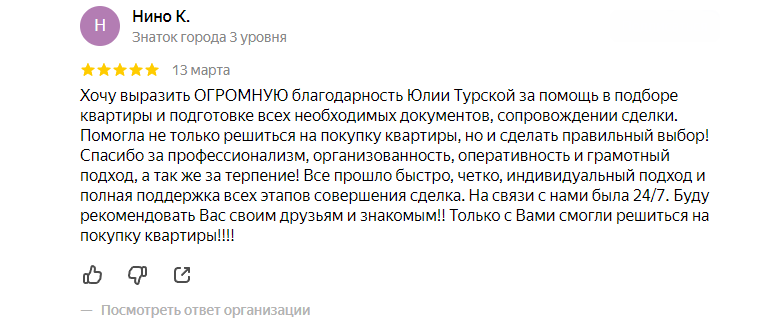 Н
Нино К.
Знаток города 3 уровня
13 марта
Хочу выразить ОГРОМНУЮ благодарность Юлии Турской за помощь в подборе
квартиры и подготовке всех необходимых документов, сопровождении сделки.
Помогла не только решиться на покупку квартиры, но и сделать правильный выбор!
Спасибо за профессионализм, организованность, оперативность и грамотный
подход, а так же за терпение! Все прошло быстро, четко, индивидуальный подход и
полная поддержка всех этапов совершения сделка. На связи с нами была 24/7. Буду
рекомендовать Вас своим друзьям и знакомым!! Только с Вами смогли решиться на
покупку квартиры!!!!
— Посмотреть ответ организации